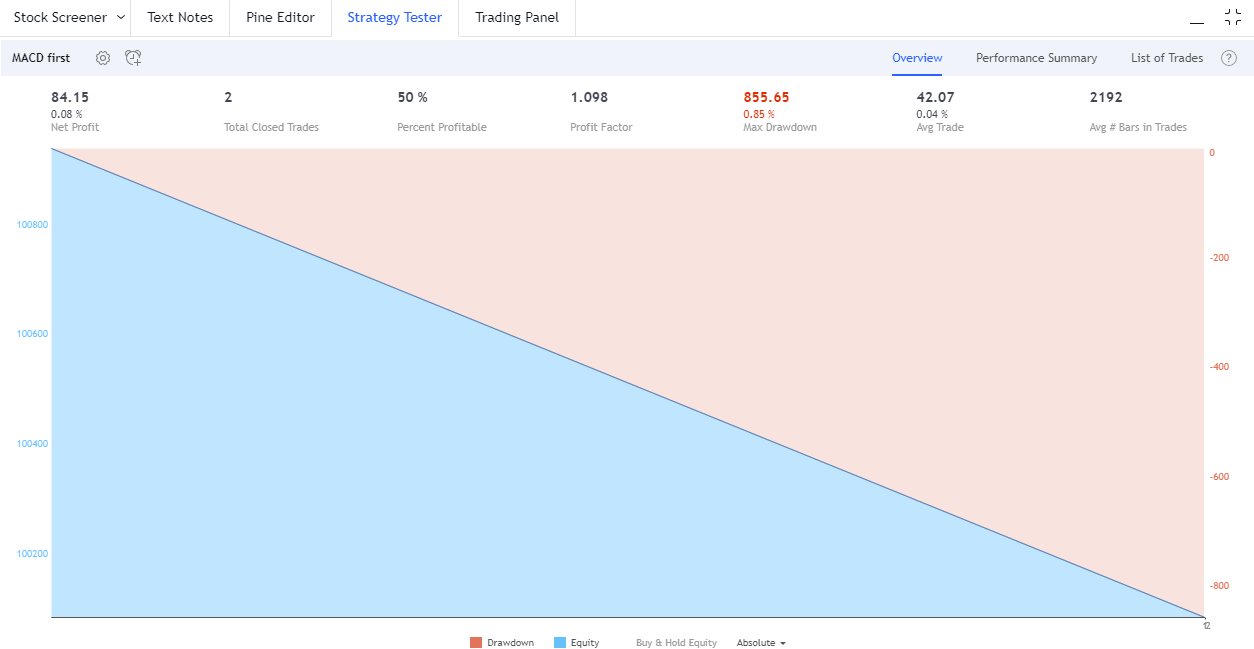 Stock Screener Text Notes Pine Editor Strategy Tester Trading Panel
MACD first Overview Performance Summary List of Trades ?
84.15 2 50 % 1.098 855.65 42.07 2192
0.08 % 0.85 % 0.04 %
Net Profit Total Closed Trades Percent Profitable Profit Factor Max Drawdown Avg Trade Avg # Bars in Trades
0
100800
-200
100600
-400
100400
-600
100200
-800
Drawdown Equity Buy & Hold Equity Absolute